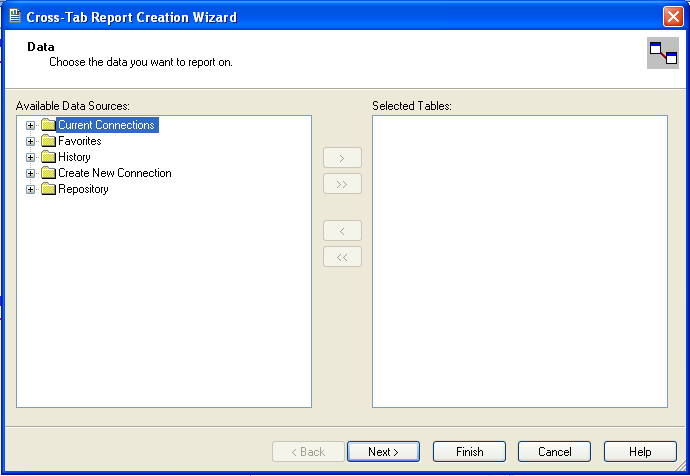 Cross-Tab Report Creation Wizard
Data
Choose the data you want to report on.
Available Data Sources:
Selected Tables:
Current Connections
Favorites
History
Create New Connection
Repository
>
>>
<
<<
< Back
Next >
Finish
Cancel
Help